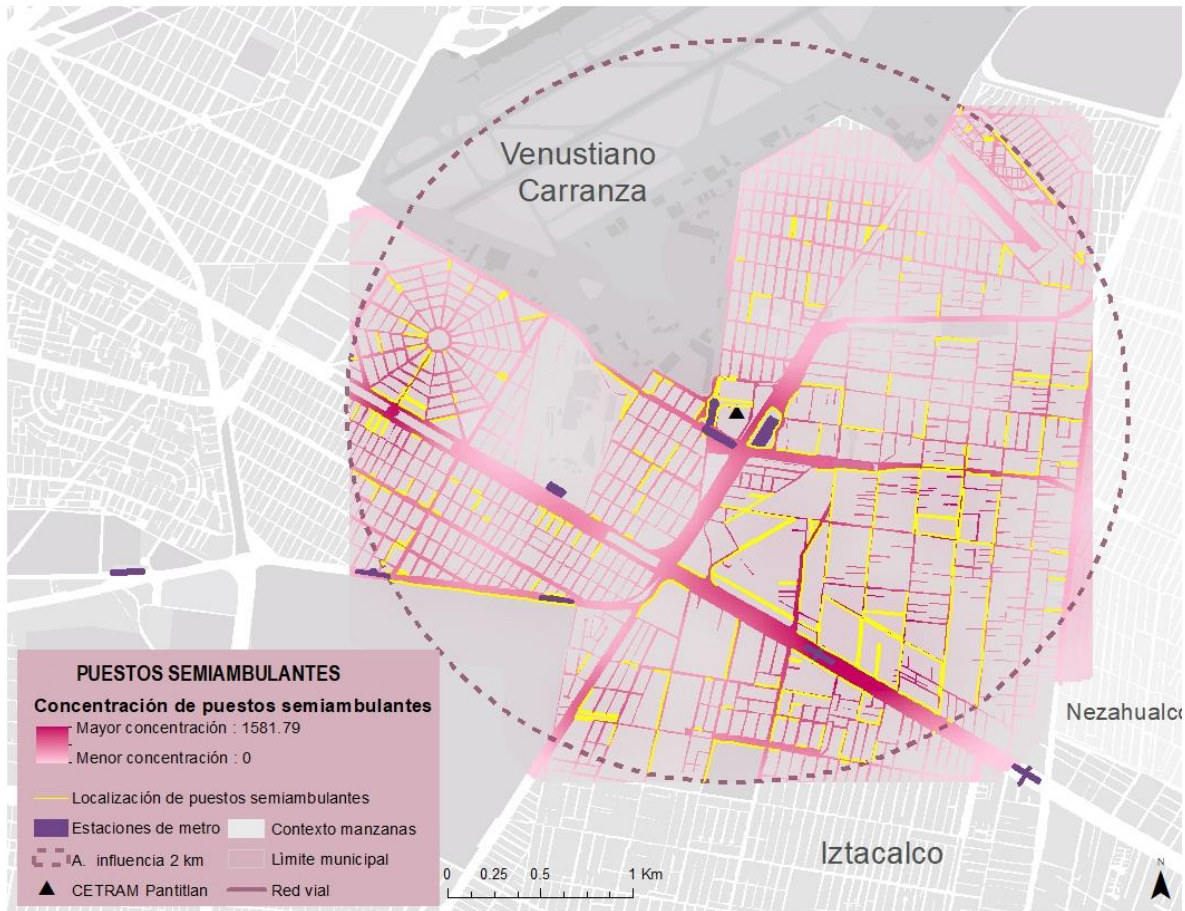 Venustiano
Carranza
PUESTOS SEMIAMBULANTES
Concentración de puestos semiambulantes
Mayor concentración : 1581.79
Menor concentración : 0
Localización de puestos semiambulantes
Estaciones de metro
Contexto manzanas
A. influencia 2 km
Lìmite municipal
CETRAM Pantitlan
Red vial
0 0.25 0.5 1 Km
Nezahualco
Iztacalco
N